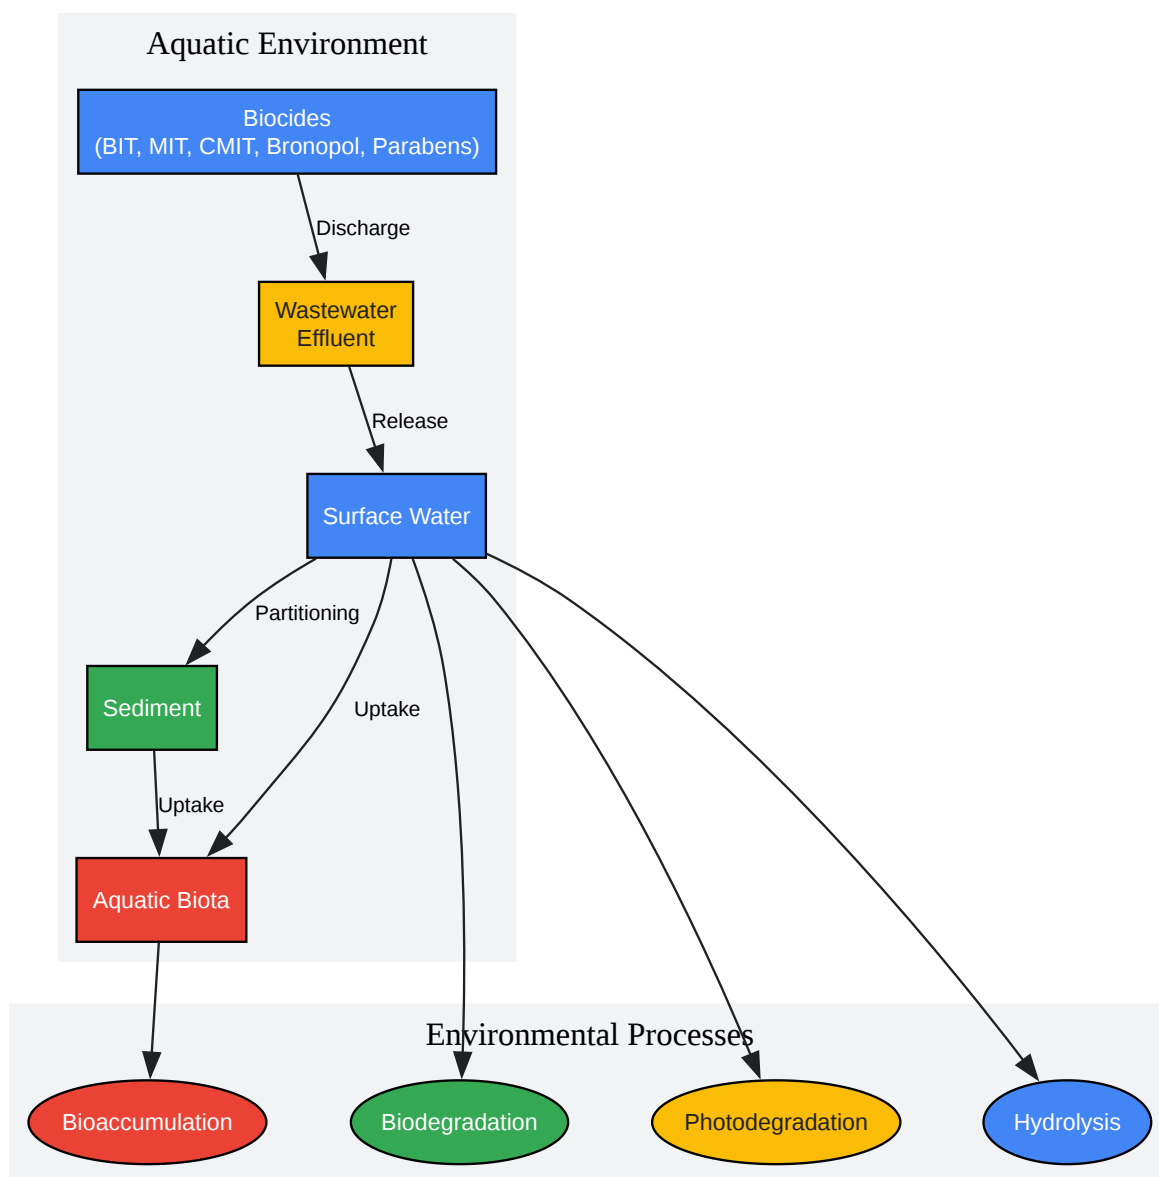 Aquatic Environment
Biocides
(BIT, MIT, CMIT, Bronopol, Parabens)
Discharge
Wastewater
Effluent
Release
Surface Water
Partitioning
Sediment
Uptake
Uptake
Aquatic Biota
Environmental Processes
Bioaccumulation
Biodegradation
Photodegradation
Hydrolysis